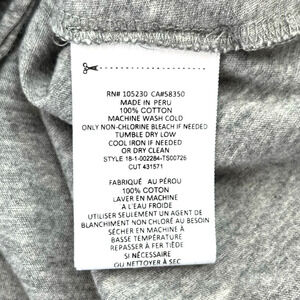 RN# 105230 CA#58350
MADE IN PERU
100% COTTON
MACHINE WASH COLD
ONLY NON-CHLORINE BLEACH IF NEEDED
TUMBLE DRY LOW
COOL IRON IF NEEDED
OR DRY CLEAN
STYLE 18-1-002284-TS00726
CUT 431571
FABRIQUÉ AU PÉROU
100% COTON
LAVER EN MACHINE
A L'EAU FROIDE
UTILISER SEULEMENT UN AGENT DE
BLANCHIMENT NON CHLORÉ AU BESOIN
SÉCHER EN MACHINE À
BASSE TEMPÉRATURE
REPASSER À FER TIÈDE
SI NÉCESSAIRE
OU NETTOYER À SEC